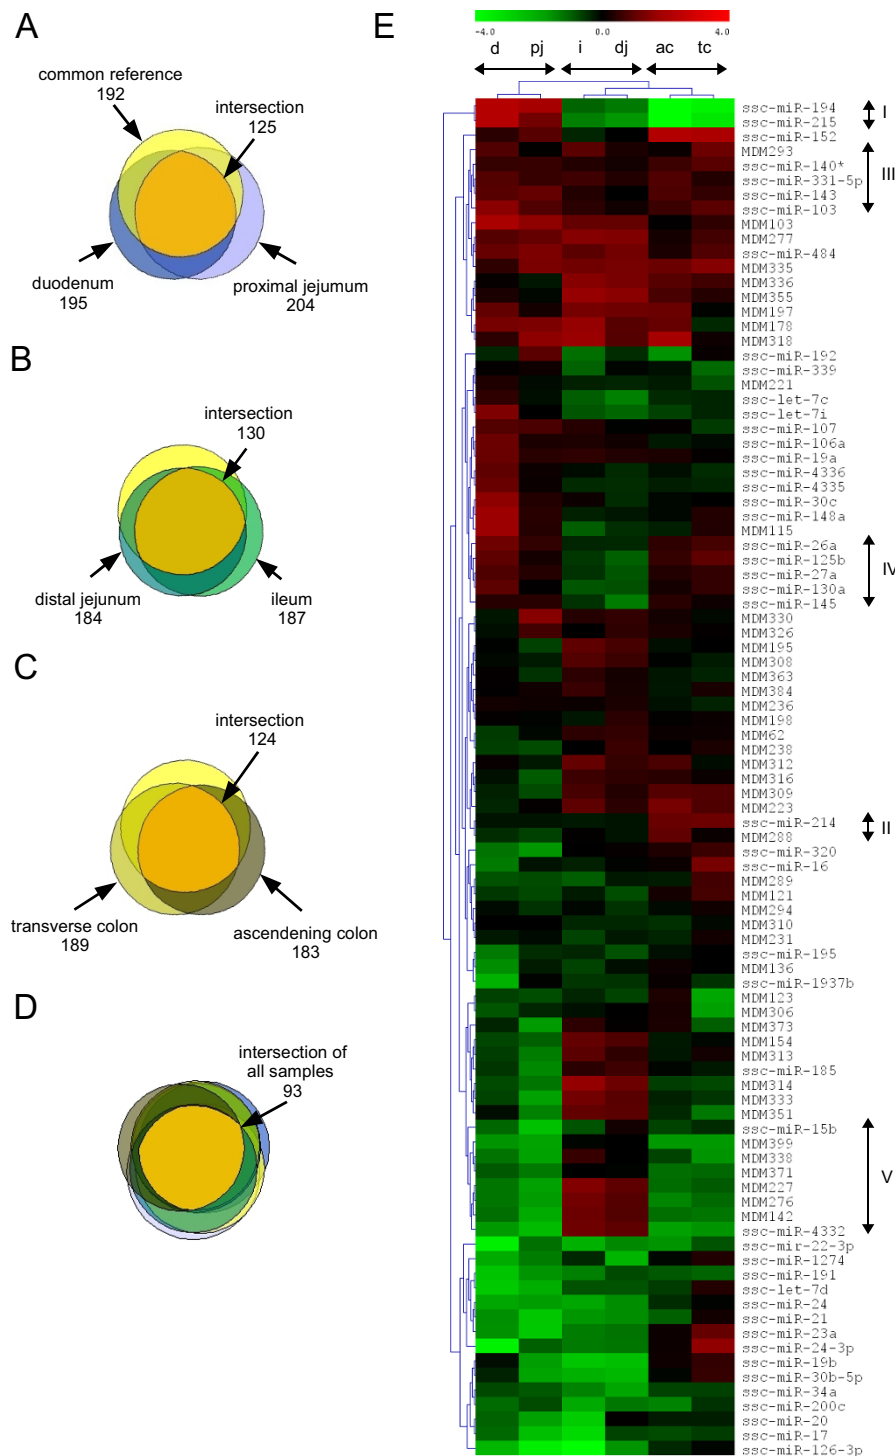 A
common reference
192
intersection
125
duodenum
195
proximal jejumum
204
B
intersection
130
distal jejunum
184
ileum
187
C
intersection
124
transverse colon
189
ascendening colon
183
D
intersection of
all samples
93
E
-4.0 0.0 4.0
d pj i dj ac tc
ssc-miR-194
I
ssc-miR-215
ssc-miR-152
MDM293
ssc-miR-140*
III
ssc-miR-331-5p
ssc-miR-143
ssc-miR-103
MDM103
MDM277
ssc-miR-484
MDM335
MDM336
MDM355
MDM197
MDM178
MDM318
ssc-miR-192
ssc-miR-339
MDM221
ssc-let-7c
ssc-let-7i
ssc-miR-107
ssc-miR-106a
ssc-miR-19a
ssc-miR-4336
ssc-miR-4335
ssc-miR-30c
ssc-miR-148a
MDM115
ssc-miR-26a
ssc-miR-125b
IV
ssc-miR-27a
ssc-miR-130a
ssc-miR-145
MDM330
MDM326
MDM195
MDM308
MDM363
MDM384
MDM236
MDM198
MDM62
MDM238
MDM312
MDM316
MDM309
MDM223
ssc-miR-214
II
MDM288
ssc-miR-320
ssc-miR-16
MDM289
MDM121
MDM294
MDM310
MDM231
ssc-miR-195
MDM136
ssc-miR-1937b
MDM123
MDM306
MDM373
MDM154
MDM313
ssc-miR-185
MDM314
MDM333
MDM351
ssc-miR-15b
MDM399
MDM338
MDM371
V
MDM227
MDM276
MDM142
ssc-miR-4332
ssc-mir-22-3p
ssc-miR-1274
ssc-miR-191
ssc-let-7d
ssc-miR-24
ssc-miR-21
ssc-miR-23a
ssc-miR-24-3p
ssc-miR-19b
ssc-miR-30b-5p
ssc-miR-34a
ssc-miR-200c
ssc-miR-20
ssc-miR-17
ssc-miR-126-3p